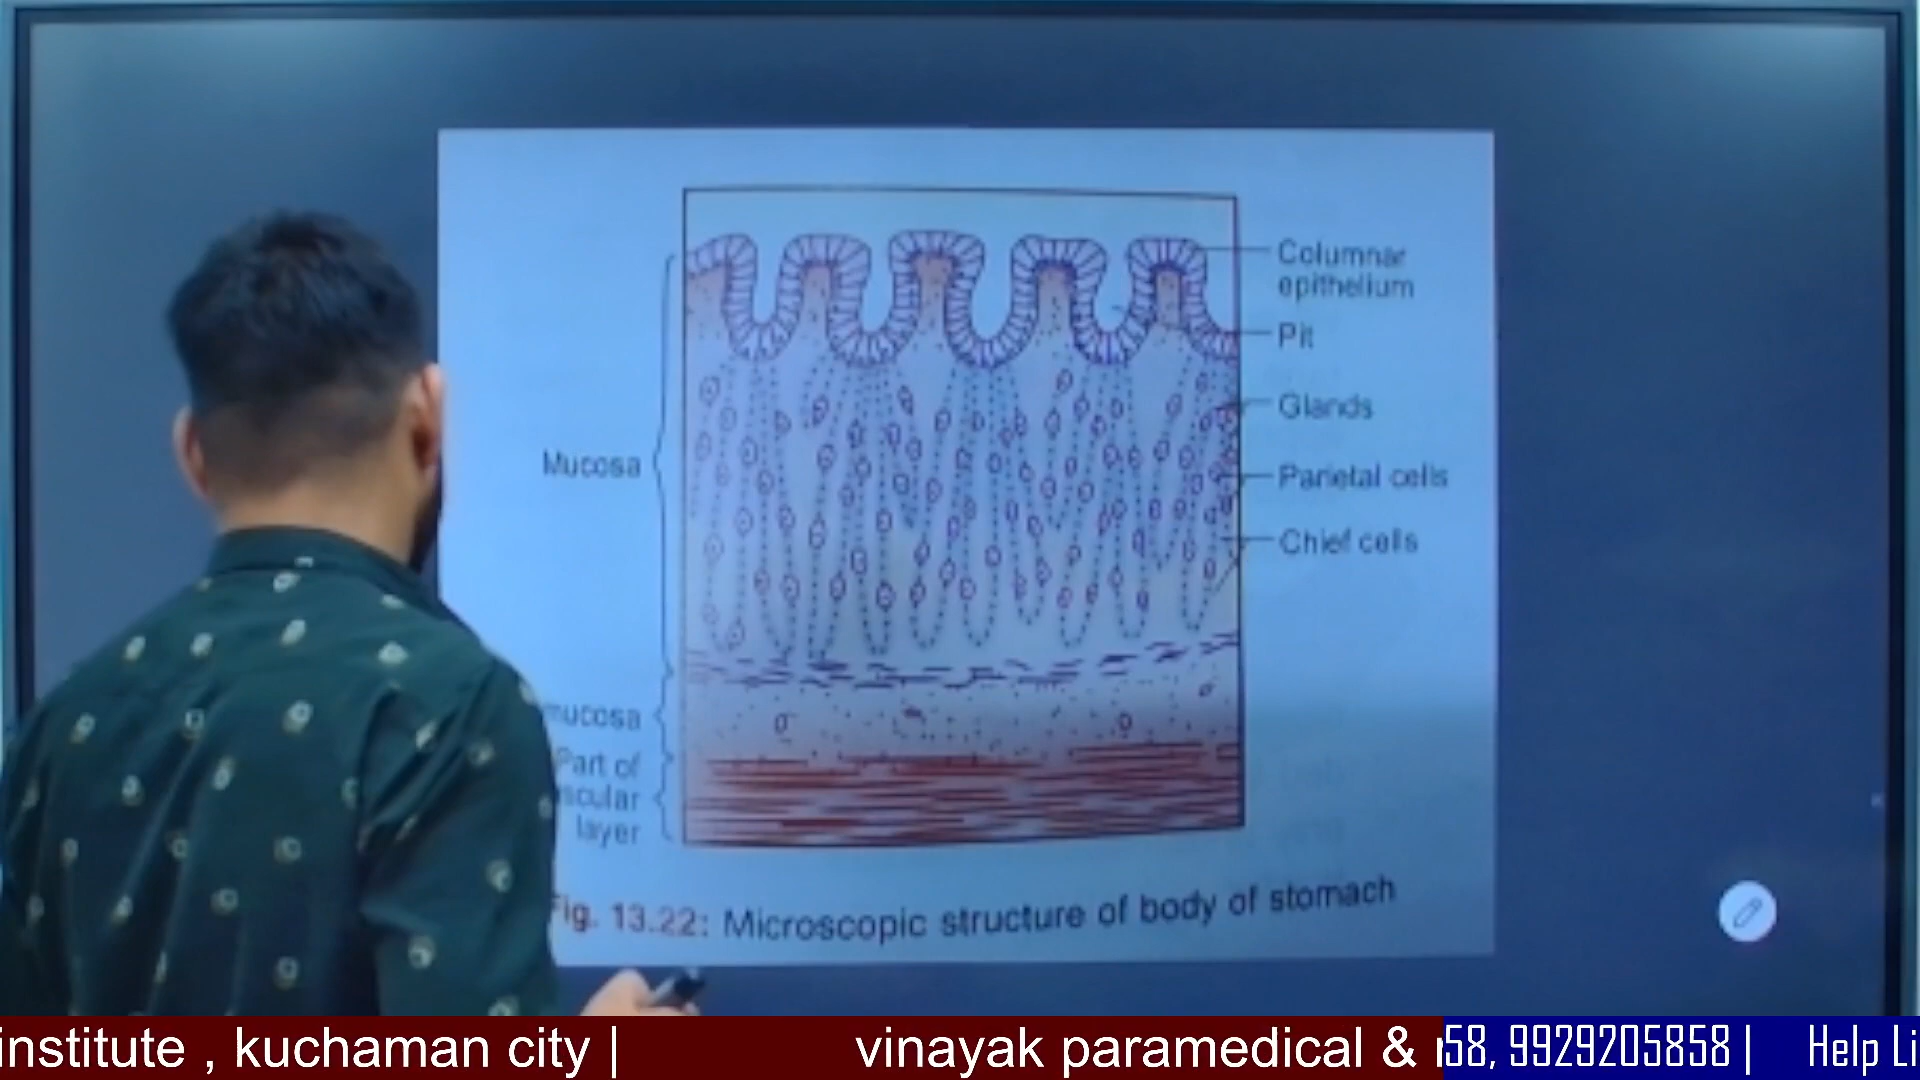 Columnar
epithelium
Pit
Glands
Parietal cells
Chief cells
Mucosa
mucosa
Part of
scular
layer
Fig. 13.22: Microscopic structure of body of stomach
institute , kuchaman city |
vinayak paramedical &
58, 9929205858 |
Help Li